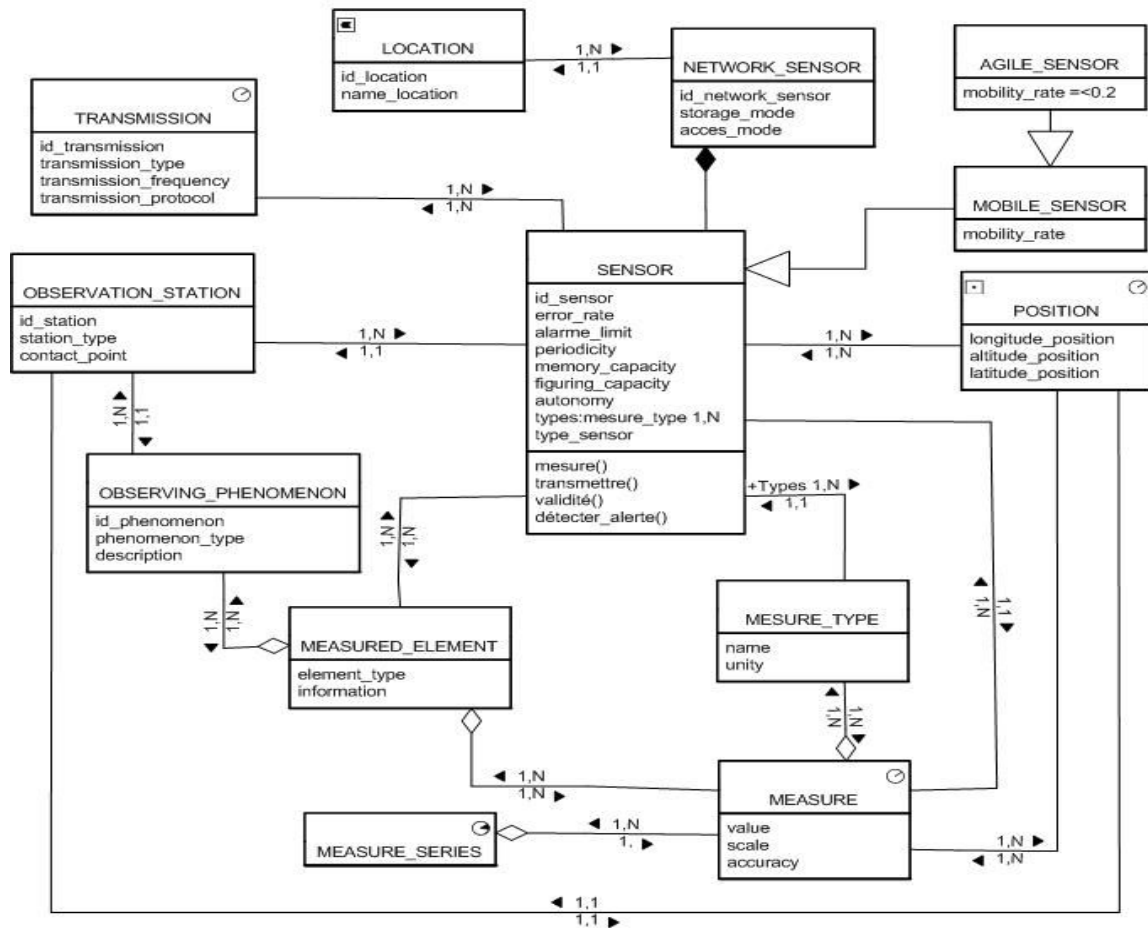 LOCATION
id_location
name_location
1,N
1,1
NETWORK_SENSOR
id_network_sensor
storage_mode
acces_mode
AGILE_SENSOR
mobility_rate =<0.2
TRANSMISSION
id_transmission
transmission_type
transmission_frequency
transmission_protocol
1,N
1,N
MOBILE_SENSOR
mobility_rate
OBSERVATION_STATION
id_station
station_type
contact_point
1,N
1,1
SENSOR
id_sensor
error_rate
alarme_limit
periodicity
memory_capacity
figuring_capacity
autonomy
types:mesure_type 1,N
type_sensor
mesure()
transmettre()
validité()
détecter_alerte()
1,N
1,N
POSITION
longitude_position
altitude_position
latitude_position
1,N
1,1
OBSERVING_PHENOMENON
id_phenomenon
phenomenon_type
description
+Types 1,N
1,1
1,N
1,N
1,N
1,N
1,1
1,N
MEASURED_ELEMENT
element_type
information
MESURE_TYPE
name
unity
1,N
1,N
1,N
1,N
MEASURE
value
scale
accuracy
MEASURE_SERIES
1,N
1,
1,N
1,N
1,1
1,1